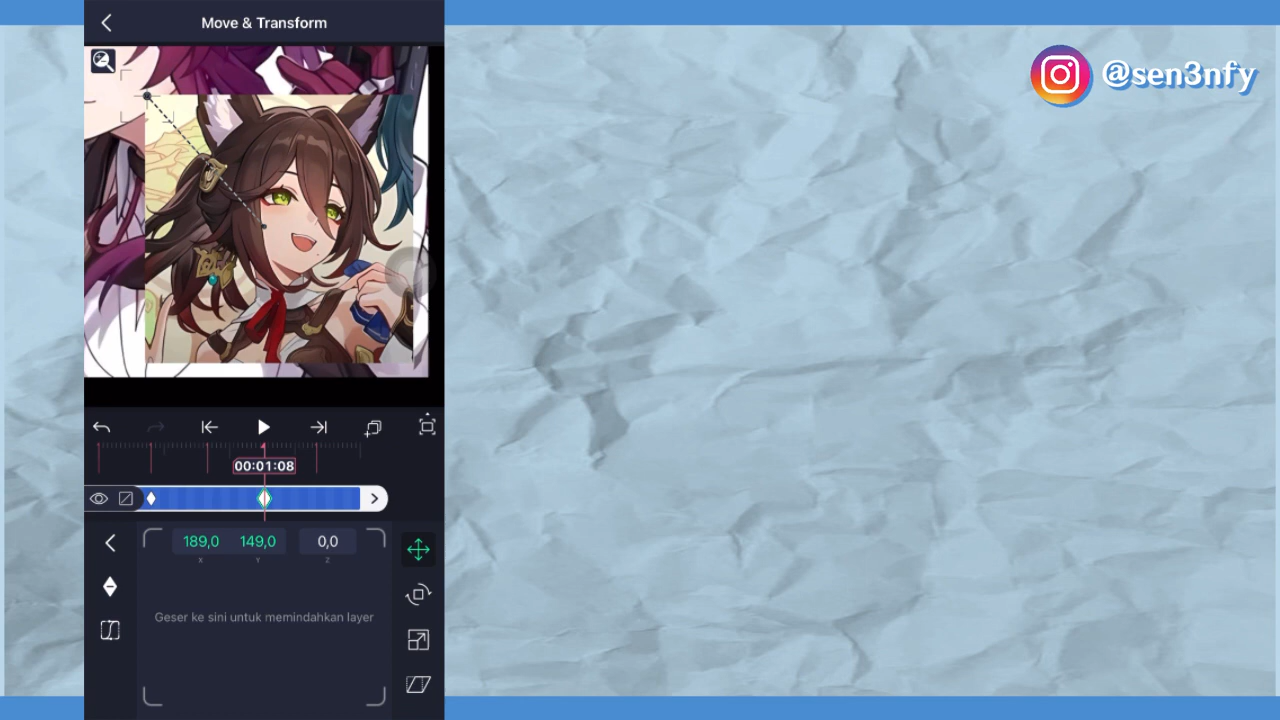 Move & Transform
@sen3nfy
00:01:08
189,0 149,0 0,0
X Y Z
Geser ke sini untuk memindahkan layer